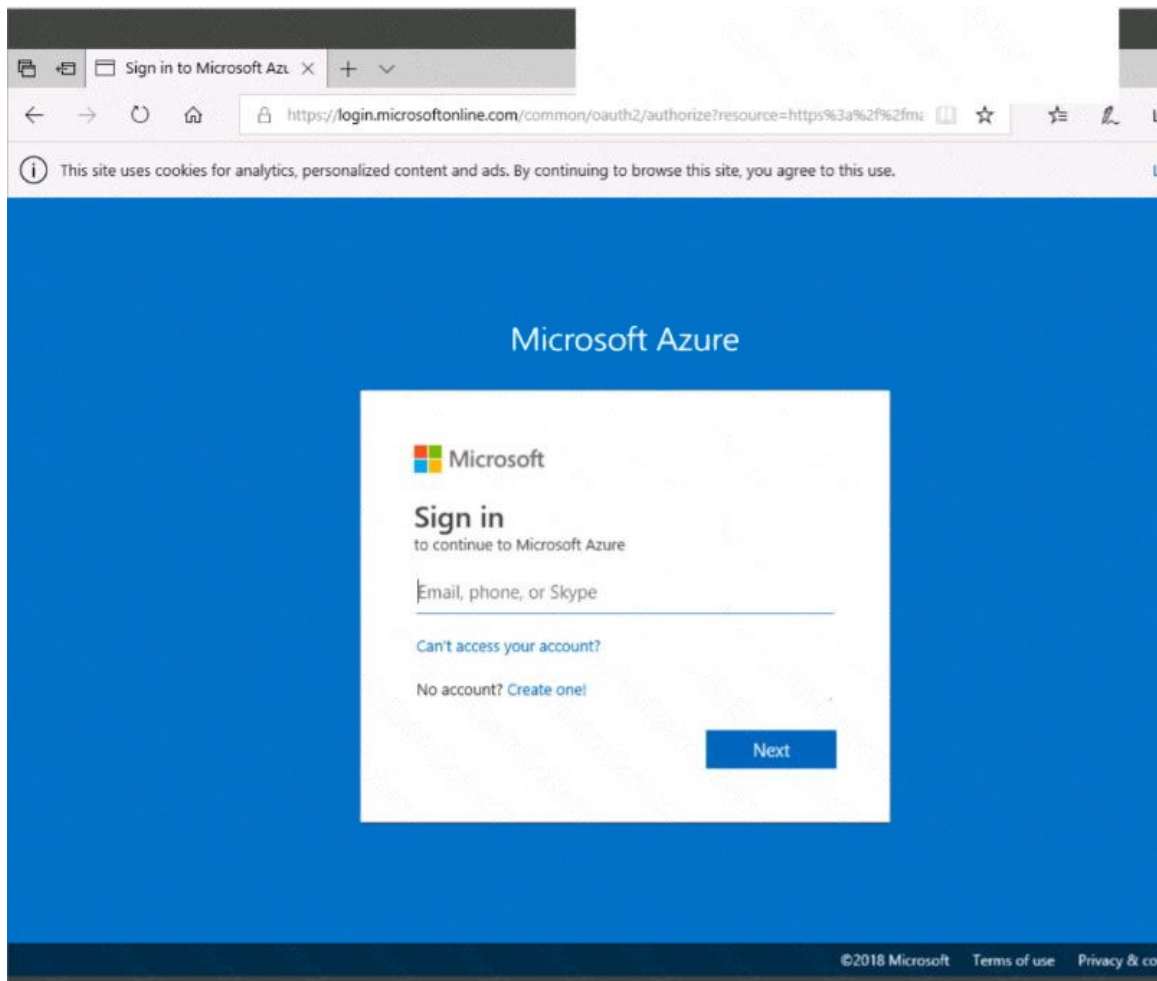 Sign in to Microsoft Azu
https://login.microsoftonline.com/common/oauth2/authorize?resource=https%3a%2f%2fma
This site uses cookies for analytics, personalized content and ads. By continuing to browse this site, you agree to this use.
Microsoft Azure
Microsoft
Sign in
to continue to Microsoft Azure
Email, phone, or Skype
Can't access your account?
No account? Create one!
Next
©2018 Microsoft Terms of use Privacy & co